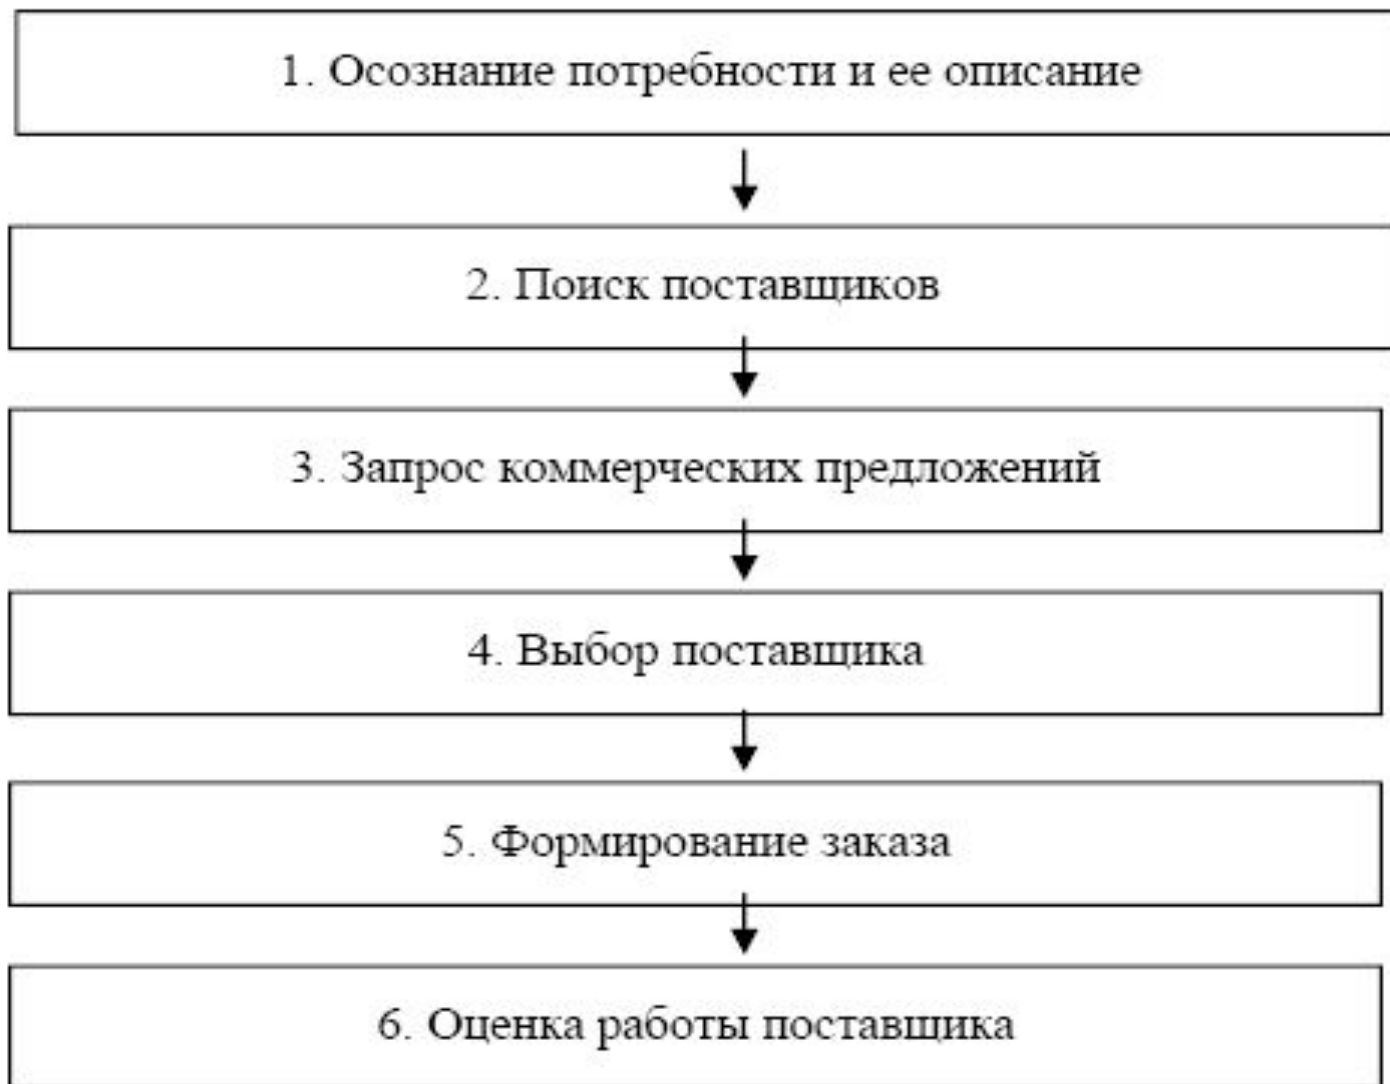 1. Осознание потребности и ее описание
2. Поиск поставщиков
3. Запрос коммерческих предложений
4. Выбор поставщика
5. Формирование заказа
6. Оценка работы поставщика